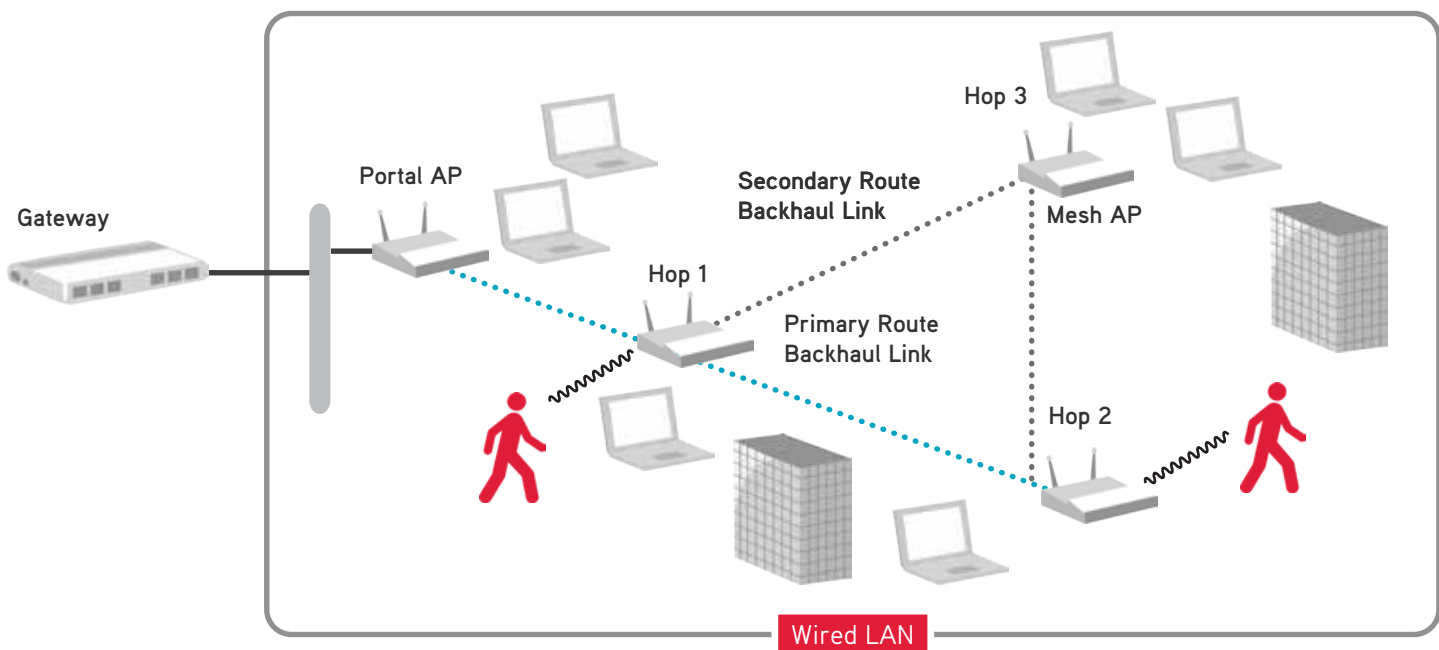 Gateway
Portal AP
Hop 1
Secondary Route
Backhaul Link
Primary Route
Backhaul Link
Hop 3
Mesh AP
Hop 2
Wired LAN